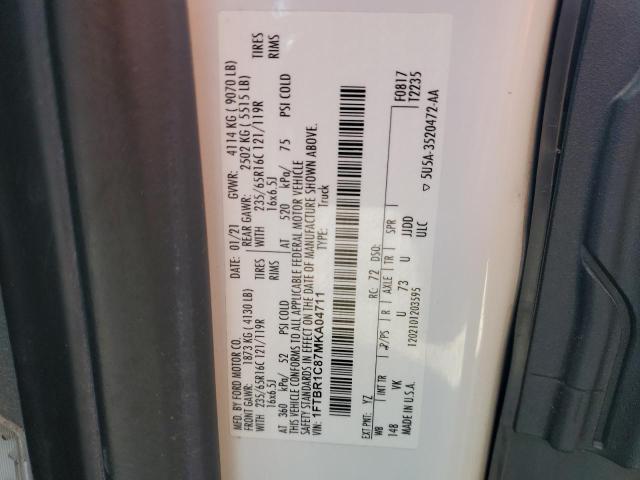 MFD. BY FORD MOTOR CO. DATE: 01/21 GVWR: 4114 KG ( 9070 LB)
FRONT GAWR: 1873 KG ( 4130 LB) REAR GAWR: 2502 KG ( 5515 LB)
WITH 235/65R16C 121/119R TIRES WITH 235/65R16C 121/119R TIRES
16x6.5J RIMS 16x6.5J RIMS
AT 360 kPa/ 52 PSI COLD AT 520 kPa/ 75 PSI COLD
THIS VEHICLE CONFORMS TO ALL APPLICABLE FEDERAL MOTOR VEHICLE
SAFETY STANDARDS IN EFFECT ON THE DATE OF MANUFACTURE SHOWN ABOVE.
VIN: 1FTBR1C87MKA04711 TYPE: Truck
EXT PNT: YZ RC: 72 DSO: F0817
T2235
WB INT TR /PS R AXLE TR SPR
148 VK U 73 U JJDD
MADE IN U.S.A. 1202101203595 ULC
5U5A-3520472-AA